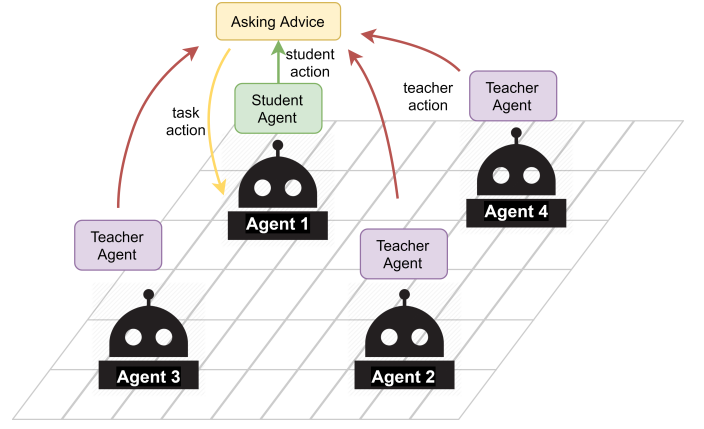 Asking Advice
student
action
Student
Agent
task
action
teacher
action
Teacher
Agent
Agent 1
Agent 4
Teacher
Agent
Teacher
Agent
Agent 3
Agent 2